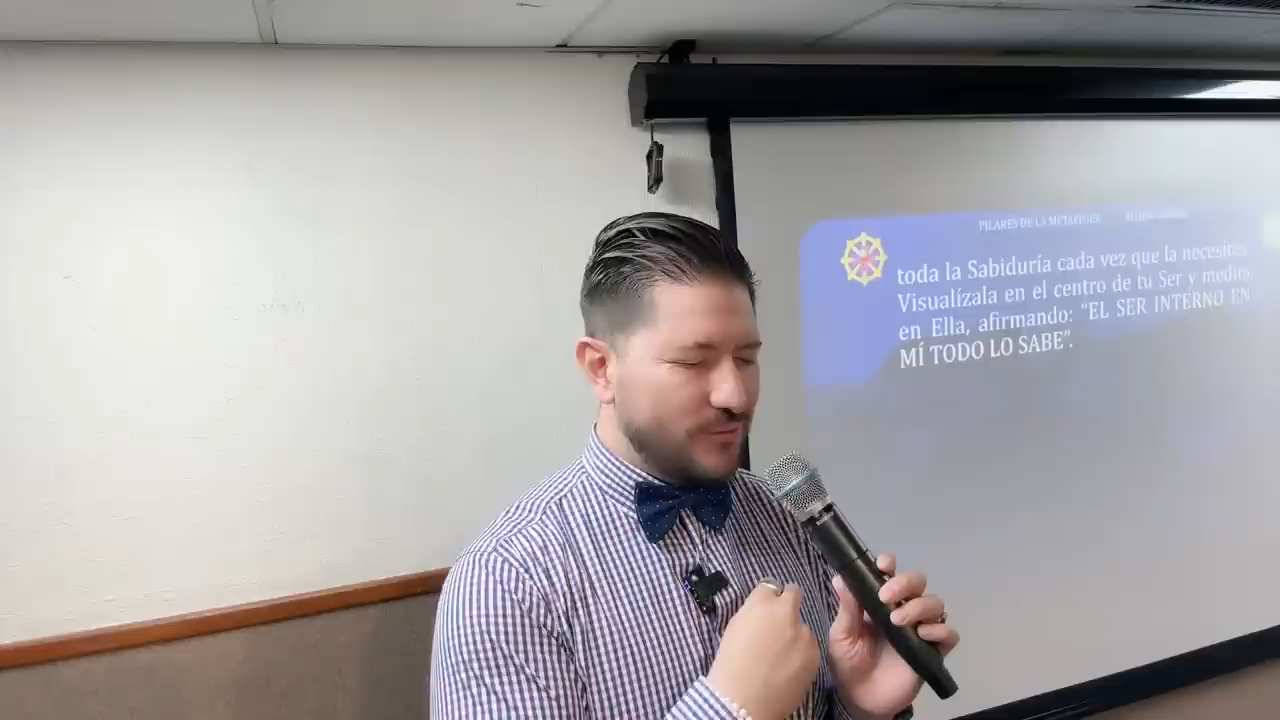 PILARES DE LA METAFÍSICA
toda la Sabiduría cada vez que la necesites.
Visualízala en el centro de tu Ser y medita
en Ella, afirmando: “EL SER INTERNO EN
MÍ TODO LO SABE”.